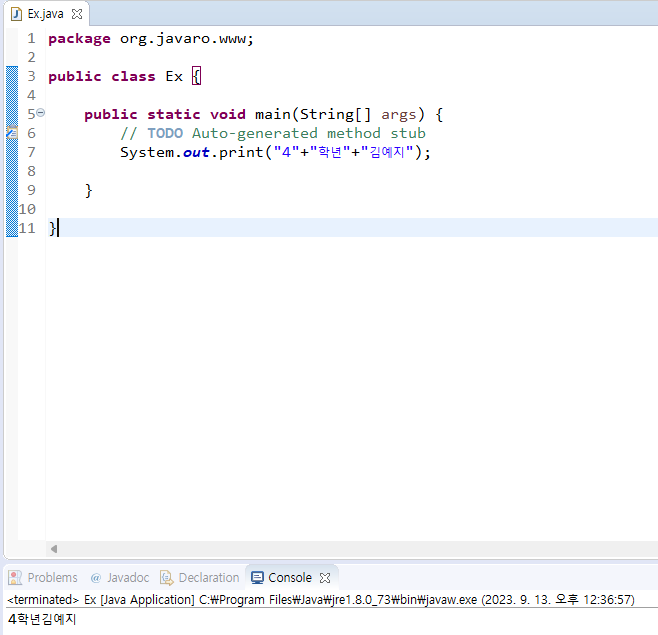 Ex.java
1 package org.javaro.www;
2
3 public class Ex {
4
5 public static void main(String[] args) {
6 // TODO Auto-generated method stub
7 System.out.print("4"+"학년"+"김예지");
8
9 }
10
11 }
Problems @ Javadoc Declaration Console
<terminated> Ex [Java Application] C:₩Program Files₩Java₩jre1.8.0_73₩bin₩javaw.exe (2023. 9. 13. 오후 12:36:57)
4학년김예지